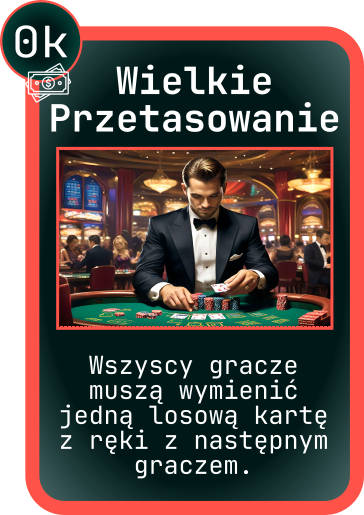 0k
Wielkie
Przetasowanie
Wszyscy gracze
muszą wymienić
jedną losową kartę
z ręki z następnym
graczem.